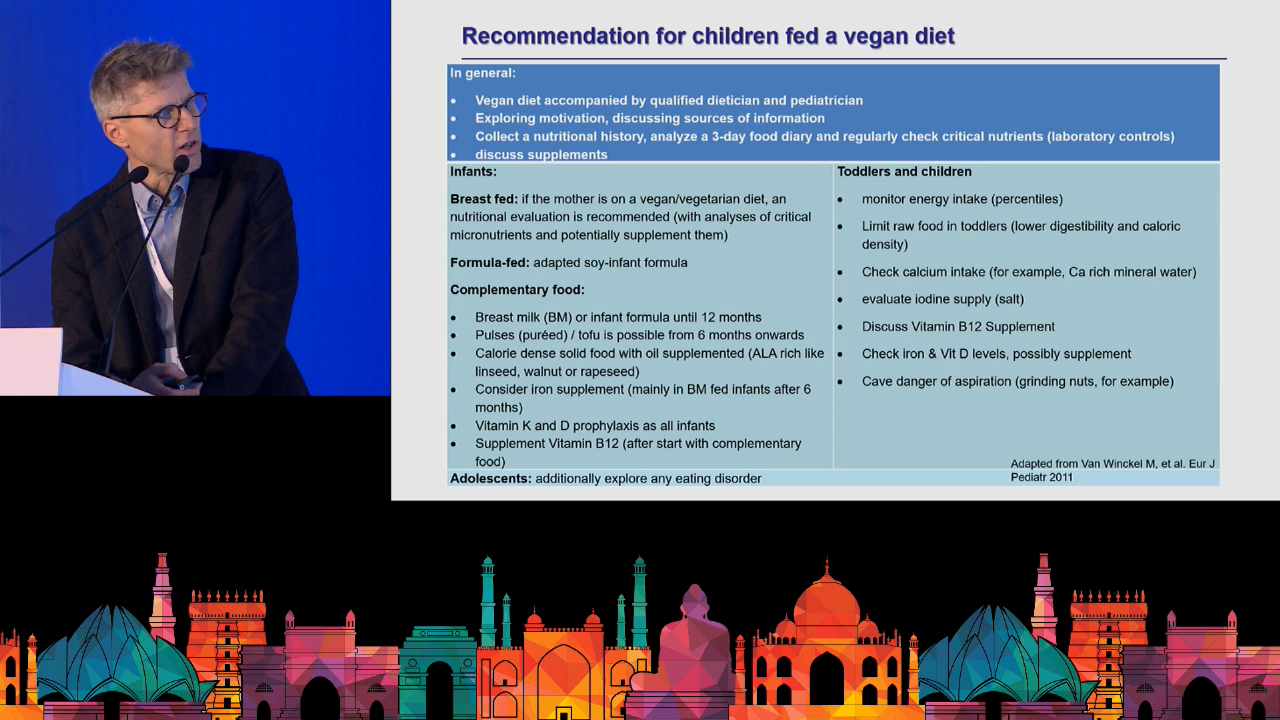 Recommendation for children fed a vegan diet
In general:
• Vegan diet accompanied by qualified dietician and pediatrician
• Exploring motivation, discussing sources of information
• Collect a nutritional history, analyze a 3-day food diary and regularly check critical nutrients (laboratory controls)
• discuss supplements
Infants:
Breast fed: if the mother is on a vegan/vegetarian diet, an
nutritional evaluation is recommended (with analyses of critical
micronutrients and potentially supplement them)
Formula-fed: adapted soy-infant formula
Complementary food:
• Breast milk (BM) or infant formula until 12 months
• Pulses (puréed) / tofu is possible from 6 months onwards
• Calorie dense solid food with oil supplemented (ALA rich like
linseed, walnut or rapeseed)
• Consider iron supplement (mainly in BM fed infants after 6
months)
• Vitamin K and D prophylaxis as all infants
• Supplement Vitamin B12 (after start with complementary
food)
Toddlers and children
• monitor energy intake (percentiles)
• Limit raw food in toddlers (lower digestibility and caloric
density)
• Check calcium intake (for example, Ca rich mineral water)
• evaluate iodine supply (salt)
• Discuss Vitamin B12 Supplement
• Check iron & Vit D levels, possibly supplement
• Cave danger of aspiration (grinding nuts, for example)
Adolescents: additionally explore any eating disorder
Adapted from Van Winckel M, et al. Eur J
Pediatr 2011